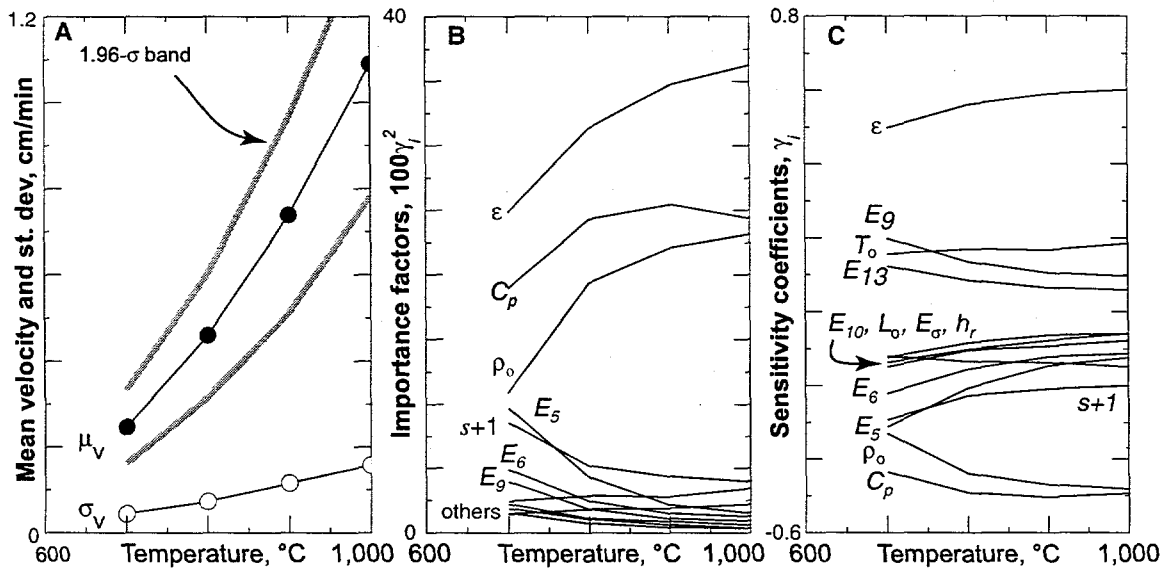 A
1.2
1.96-σ band
μv
σv
0
600
Temperature, °C
1,000
Mean velocity and st. dev, cm/min
B
40
ε
Cp
ρo
E5
s+1
E6
E9
others
0
600
Temperature, °C
1,000
Importance factors, 100γi²
C
0.8
ε
E9
To
E13
E10, Lo, Eσ, hr
E6
s+1
E5
ρo
Cp
-0.6
600
Temperature, °C
1,000
Sensitivity coefficients, γi